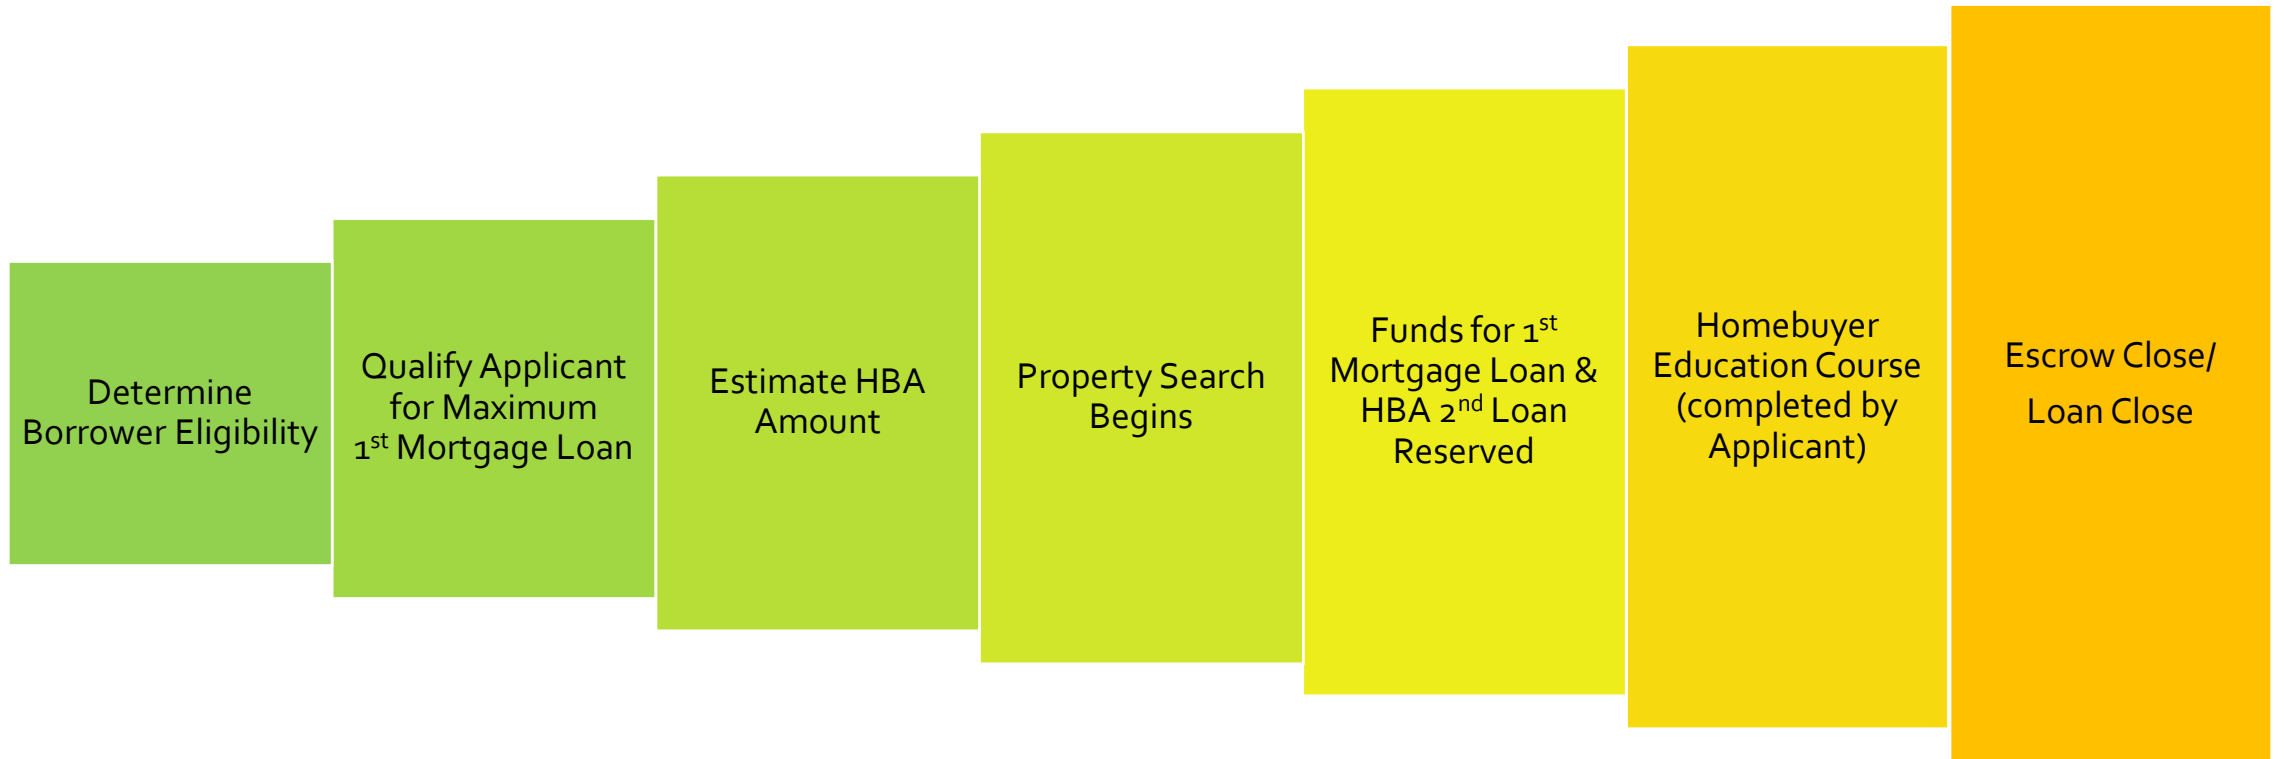 Determine
Borrower Eligibility
Qualify Applicant
for Maximum
1st Mortgage Loan
Estimate HBA
Amount
Property Search
Begins
Funds for 1st
Mortgage Loan &
HBA 2nd Loan
Reserved
Homebuyer
Education Course
(completed by
Applicant)
Escrow Close/
Loan Close